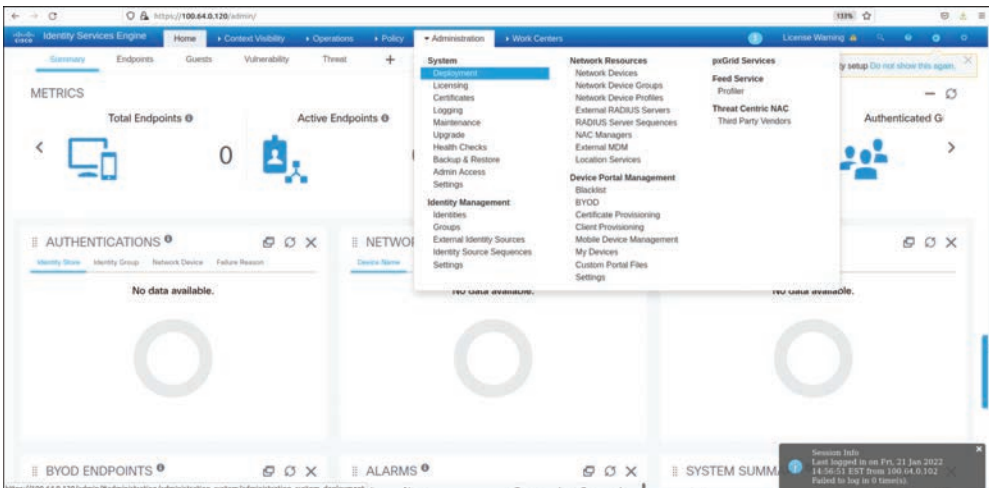 133%
https://100.64.0.120/admin/
CISCO
Identity Services Engine
Home
Context Visibility
Operations
Policy
Administration
Work Centers
License Warning
Summary
Endpoints
Guests
Vulnerability
Threat
+
ty setup Do not show this again.
METRICS
Total Endpoints
0
Active Endpoints
Authenticated G
System
Deployment
Licensing
Certificates
Logging
Maintenance
Upgrade
Health Checks
Backup & Restore
Admin Access
Settings
Identity Management
Identities
Groups
External Identity Sources
Identity Source Sequences
Settings
Network Resources
Network Devices
Network Device Groups
Network Device Profiles
External RADIUS Servers
RADIUS Server Sequences
NAC Managers
External MDM
Location Services
Device Portal Management
Blacklist
BYOD
Certificate Provisioning
Client Provisioning
Mobile Device Management
My Devices
Custom Portal Files
Settings
pxGrid Services
Feed Service
Profiler
Threat Centric NAC
Third Party Vendors
AUTHENTICATIONS
Identity Store
Identity Group
Network Device
Failure Reason
No data available.
NETWO
Device Name
No data available.
No data available.
BYOD ENDPOINTS
ALARMS
SYSTEM SUMM
Session Info
Last logged in on Fri, 21 Jan 2022
14:56:51 EST from 100.64.0.102
Failed to log in 0 time(s).